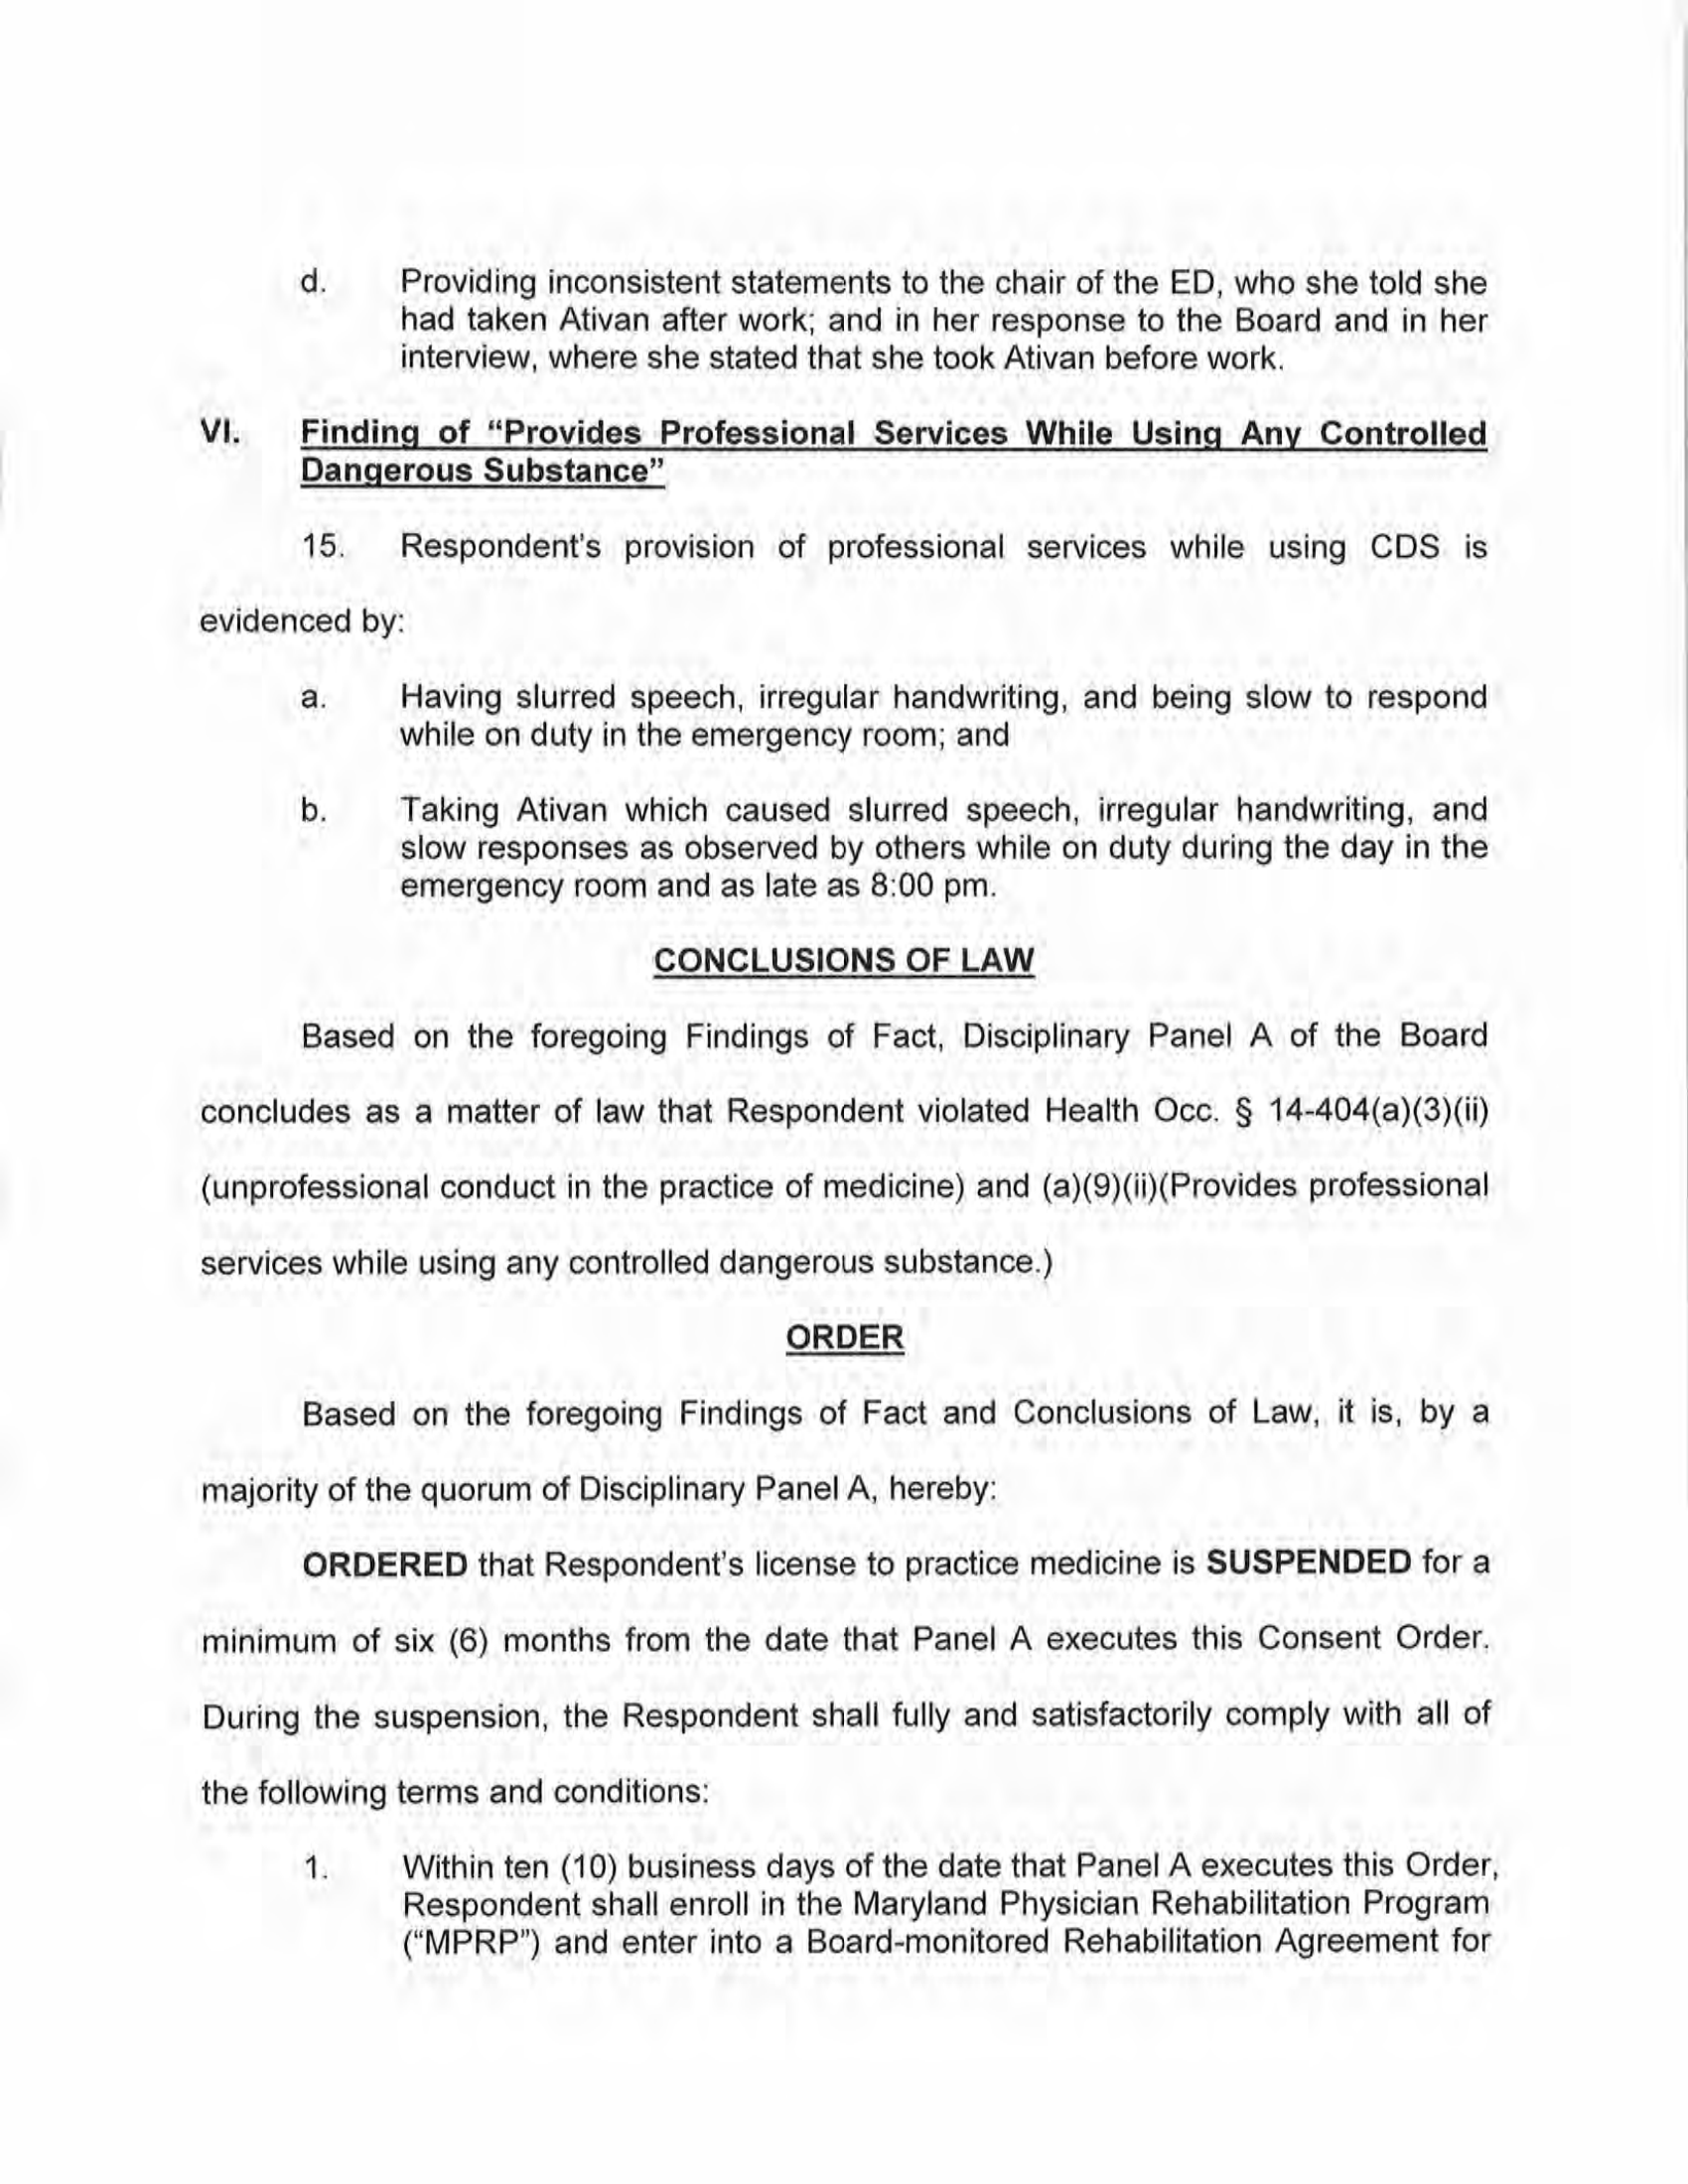 d. Providing inconsistent statements to the chair of the ED, who she told she
had taken Ativan after work; and in her response to the Board and in her
interview, where she stated that she took Ativan before work.
VI. Finding of “Provides Professional Services While Using Any Controlled
Dangerous Substance”
15. Respondent's provision of professional services while using CDS is
evidenced by:
a. Having slurred speech, irregular handwriting, and being slow to respond
while on duty in the emergency room; and
b. Taking Ativan which caused slurred speech, irregular handwriting, and
slow responses as observed by others while on duty during the day in the
emergency room and as late as 8:00 pm.
CONCLUSIONS OF LAW
Based on the foregoing Findings of Fact, Disciplinary Panel A of the Board
concludes as a matter of law that Respondent violated Health Occ. § 14-404(a)(3)(ii)
(unprofessional conduct in the practice of medicine) and (a)(9)(ii)(Provides professional
services while using any controlled dangerous substance.)
ORDER
Based on the foregoing Findings of Fact and Conclusions of Law, it is, by a
majority of the quorum of Disciplinary Panel A, hereby:
ORDERED that Respondent's license to practice medicine is SUSPENDED for a
minimum of six (6) months from the date that Panel A executes this Consent Order.
During the suspension, the Respondent shall fully and satisfactorily comply with all of
the following terms and conditions:
1. Within ten (10) business days of the date that Panel A executes this Order,
Respondent shall enroll in the Maryland Physician Rehabilitation Program
(“MPRP”) and enter into a Board-monitored Rehabilitation Agreement for